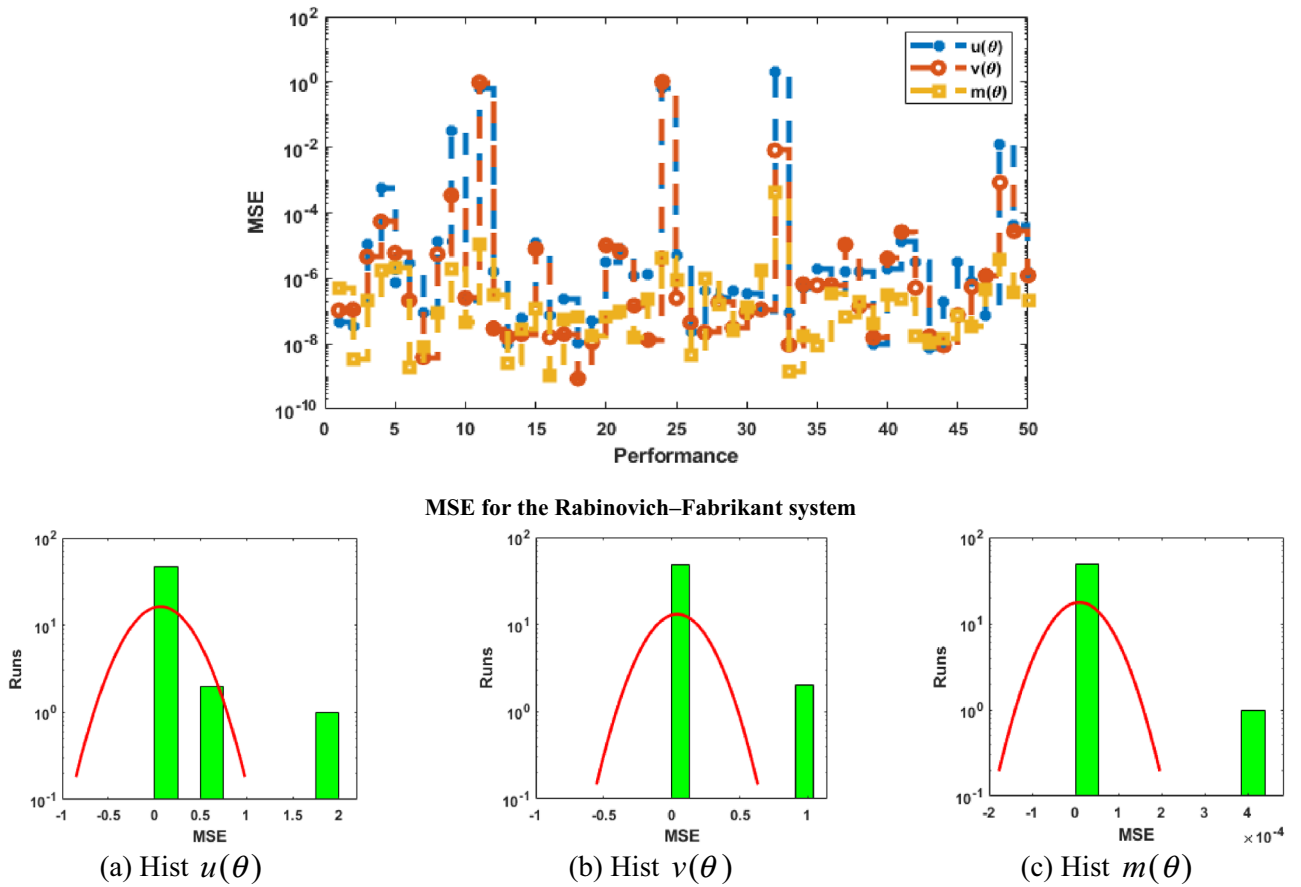 10^2
10^0
10^-2
10^-4
10^-6
10^-8
10^-10
MSE
u(θ)
v(θ)
m(θ)
0 5 10 15 20 25 30 35 40 45 50
Performance
MSE for the Rabinovich–Fabrikant system
10^2
10^1
10^0
10^-1
Runs
-1 -0.5 0 0.5 1 1.5 2
MSE
(a) Hist u(θ)
10^2
10^1
10^0
10^-1
Runs
-1 -0.5 0 0.5 1
MSE
(b) Hist v(θ)
10^2
10^1
10^0
10^-1
Runs
-2 -1 0 1 2 3 4
MSE
×10^-4
(c) Hist m(θ)